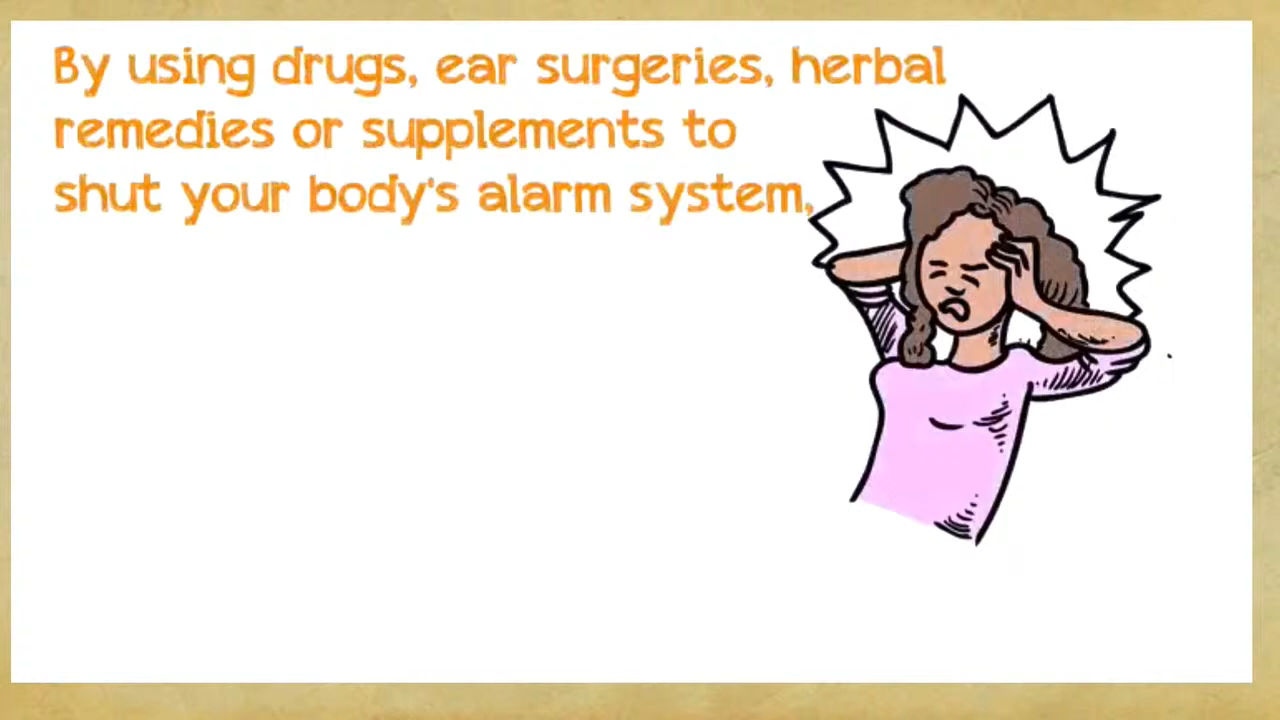 By using drugs, ear surgeries, herbal
remedies or supplements to
shut your body's alarm system,